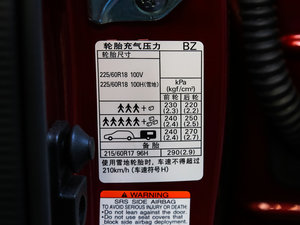 轮胎充气压力 BZ
轮胎尺寸
225/60R18 100V
225/60R18 100H(雪地)
kPa
(kgf/cm²)
前轮 后轮
230 220
(2.3) (2.2)
240 250
(2.4) (2.5)
240 270
(2.4) (2.7)
备胎
215/60R17 96H 290(2.9)
使用雪地轮胎时, 车速不得超过
210km/h (车速符号H)
WARNING
SRS SIDE AIRBAG
TO AVOID SERIOUS INJURY OR DEATH:
·Do not lean against the door.
·Do not use seat covers that
block side airbag deployment.